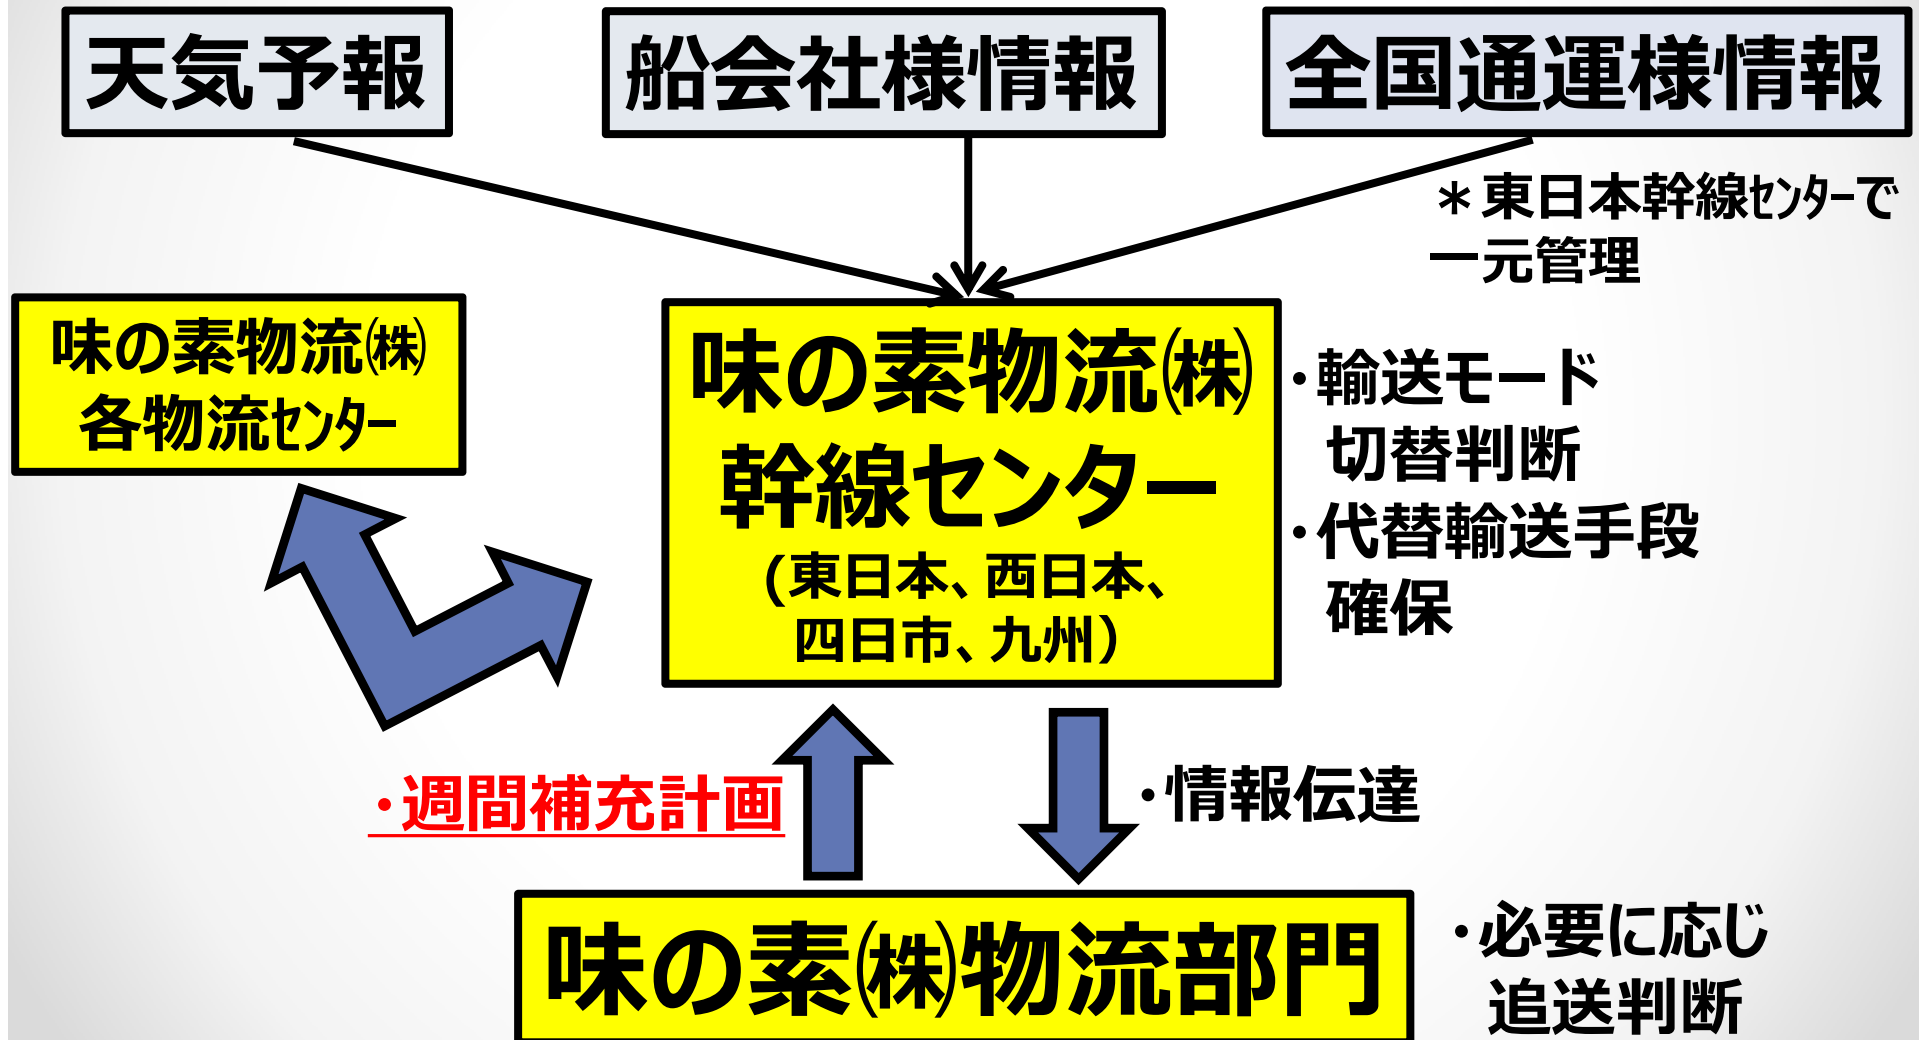 天気予報
船会社様情報
全国通運様情報
＊東日本幹線センターで
一元管理
味の素物流㈱
各物流センター
味の素物流㈱
幹線センター
（東日本、西日本、
四日市、九州）
・輸送モード
切替判断
・代替輸送手段
確保
・週間補充計画
・情報伝達
味の素㈱物流部門
・必要に応じ
追送判断